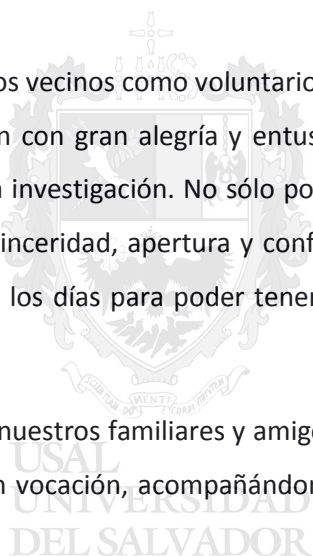 os vecinos como voluntario
n con gran alegría y entus
investigación. No sólo po
inceridad, apertura y conf
los días para poder tener
nuestros familiares y amig
vocación, acompañándo
USAL
UNIVERSIDAD
DEL SALVADOR